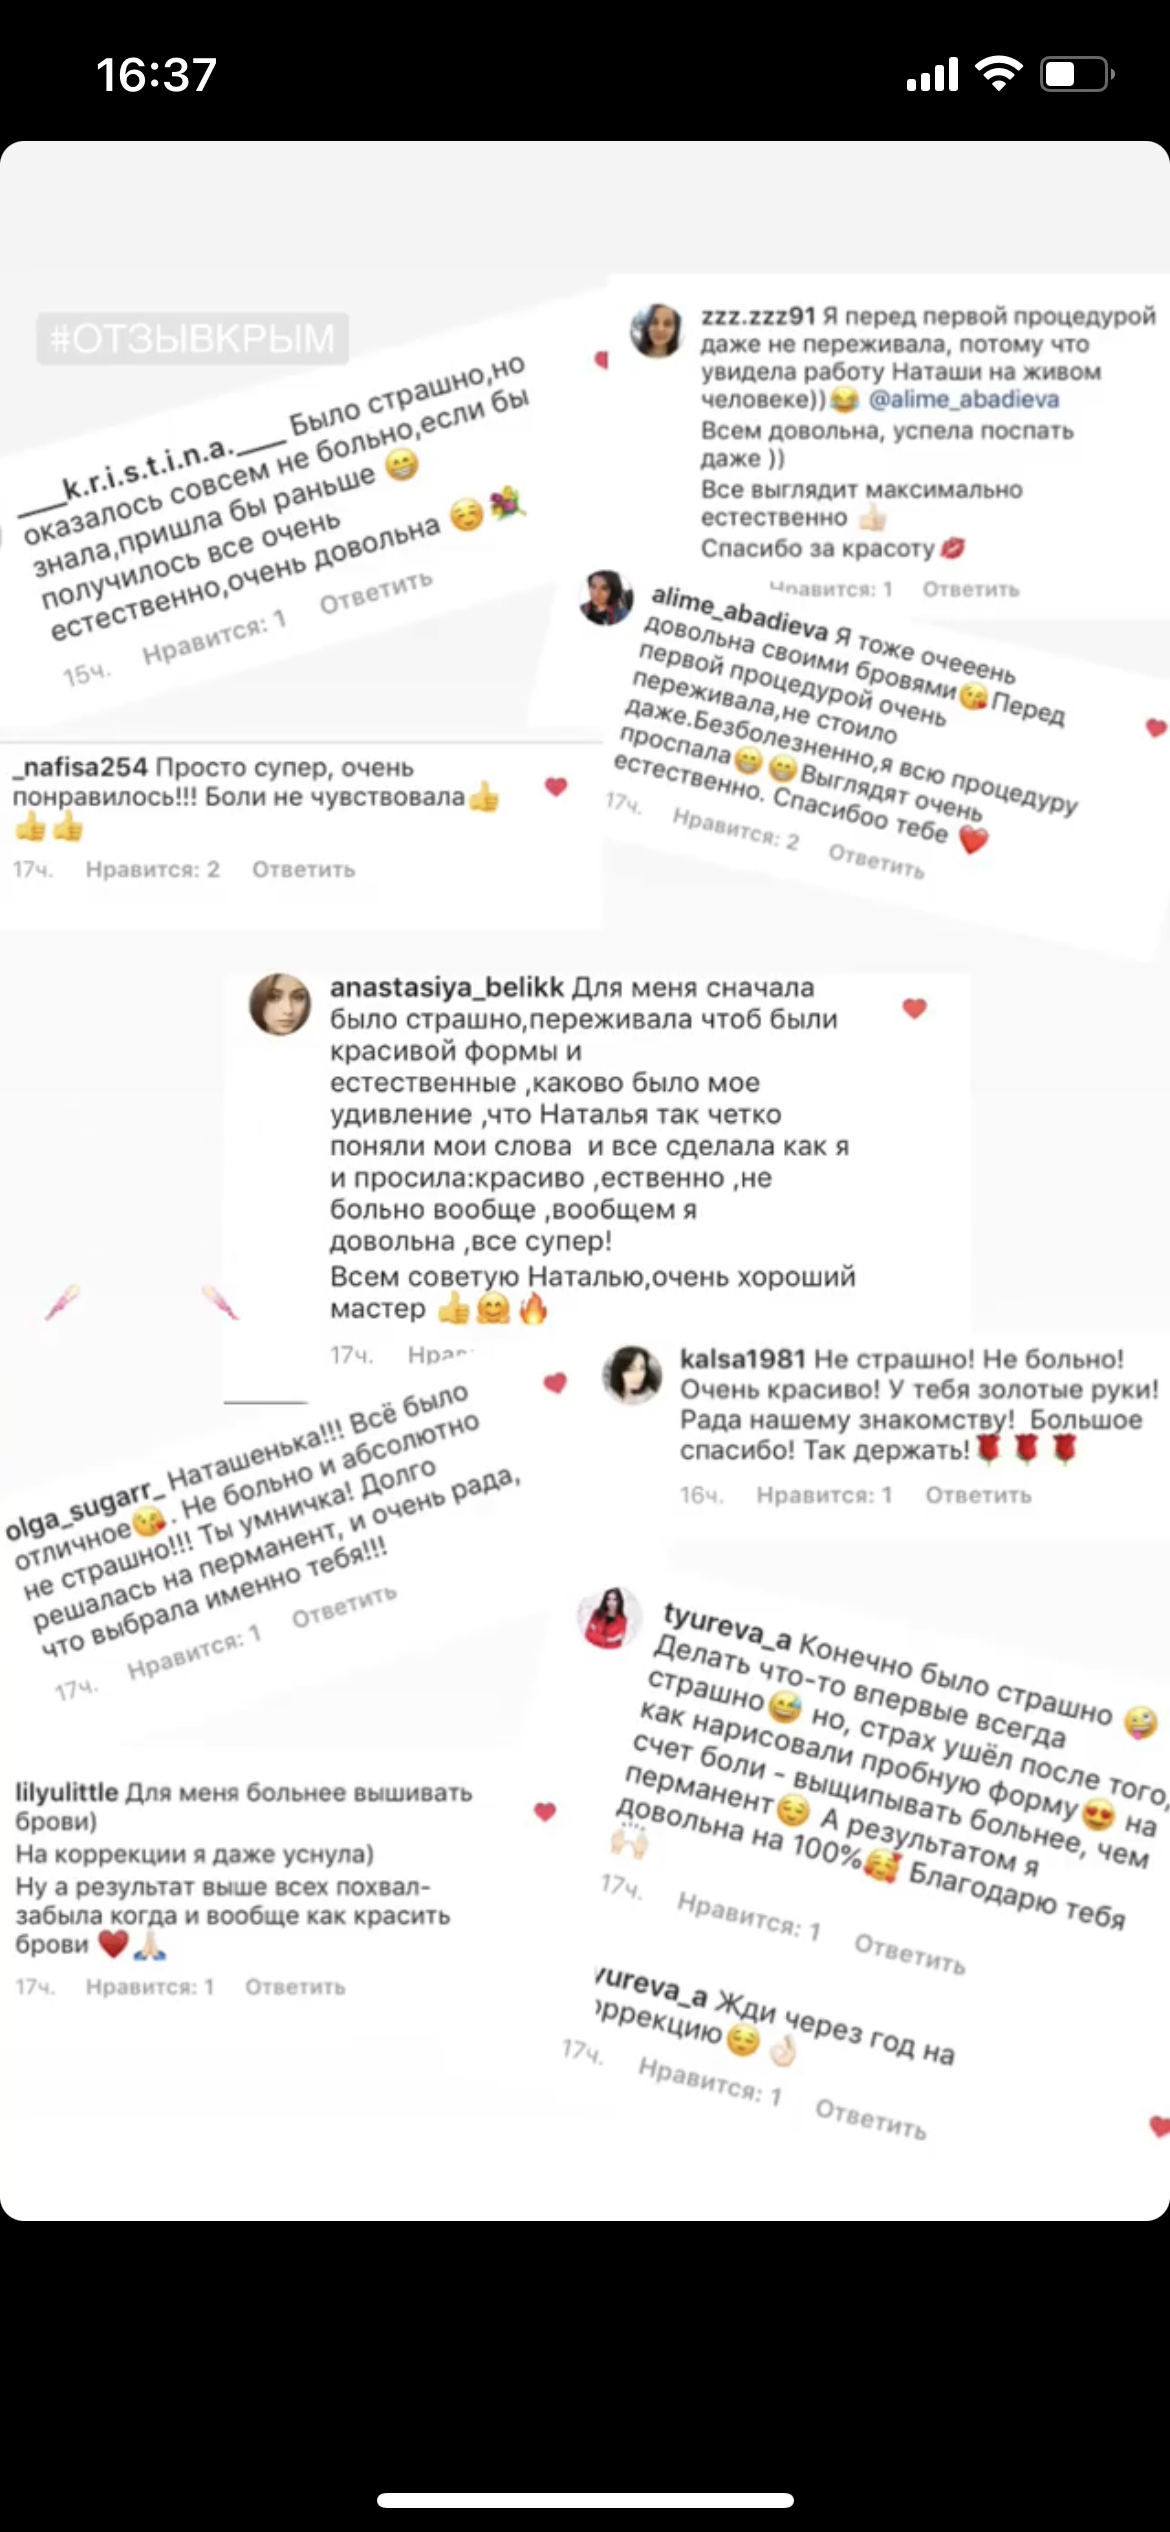 16:37
#ОТЗЫВКРЫМ
___k.r.i.s.t.i.n.a.___ Было страшно,но
оказалось совсем не больно,если бы
знала,пришла бы раньше 😁
получилось все очень
естественно,очень довольна ☺️💐
15ч. Нравится: 1 Ответить
zzz.zzz91 Я перед первой процедурой
даже не переживала, потому что
увидела работу Наташи на живом
человеке))😂 @alime_abadieva
Всем довольна, успела поспать
даже ))
Все выглядит максимально
естественно 👍🏻
Спасибо за красоту💋
Нравится: 1 Ответить
alime_abadieva Я тоже очееень
довольна своими бровями😘Перед
первой процедурой очень
переживала,не стоило
даже.Безболезненно,я всю процедуру
проспала😁😁Выглядят очень
естественно. Спасибоо тебе ❤️
17ч. Нравится: 2 Ответить
_nafisa254 Просто супер, очень
понравилось!!! Боли не чувствовала👍
👍👍
17ч. Нравится: 2 Ответить
anastasiya_belikk Для меня сначала
было страшно,переживала чтоб были
красивой формы и
естественные ,каково было мое
удивление ,что Наталья так четко
поняли мои слова  и все сделала как я
и просила:красиво ,ественно ,не
больно вообще ,вообщем я
довольна ,все супер!
Всем советую Наталью,очень хороший
мастер 👍🤗🔥
17ч. Нрав
kalsa1981 Не страшно! Не больно!
Очень красиво! У тебя золотые руки!
Рада нашему знакомству!  Большое
спасибо! Так держать!🌹🌹🌹
16ч. Нравится: 1 Ответить
olga_sugarr_ Наташенька!!! Всё было
отличное😘. Не больно и абсолютно
не страшно!!! Ты умничка! Долго
решалась на перманент, и очень рада,
что выбрала именно тебя!!!
17ч. Нравится: 1 Ответить
tyureva_a Конечно было страшно 🤪
Делать что-то впервые всегда
страшно😅 но, страх ушёл после того,
как нарисовали пробную форму😍 на
счет боли - выщипывать больнее, чем
перманент😌 А результатом я
довольна на 100%🥰 Благодарю тебя
🙌🏻
17ч. Нравится: 1 Ответить
lilyulittle Для меня больнее вышивать
брови)
На коррекции я даже уснула)
Ну а результат выше всех похвал-
забыла когда и вообще как красить
брови ❤️🙏🏻
17ч. Нравится: 1 Ответить
yureva_a Жди через год на
оррекцию😌👌🏻
17ч. Нравится: 1 Ответить